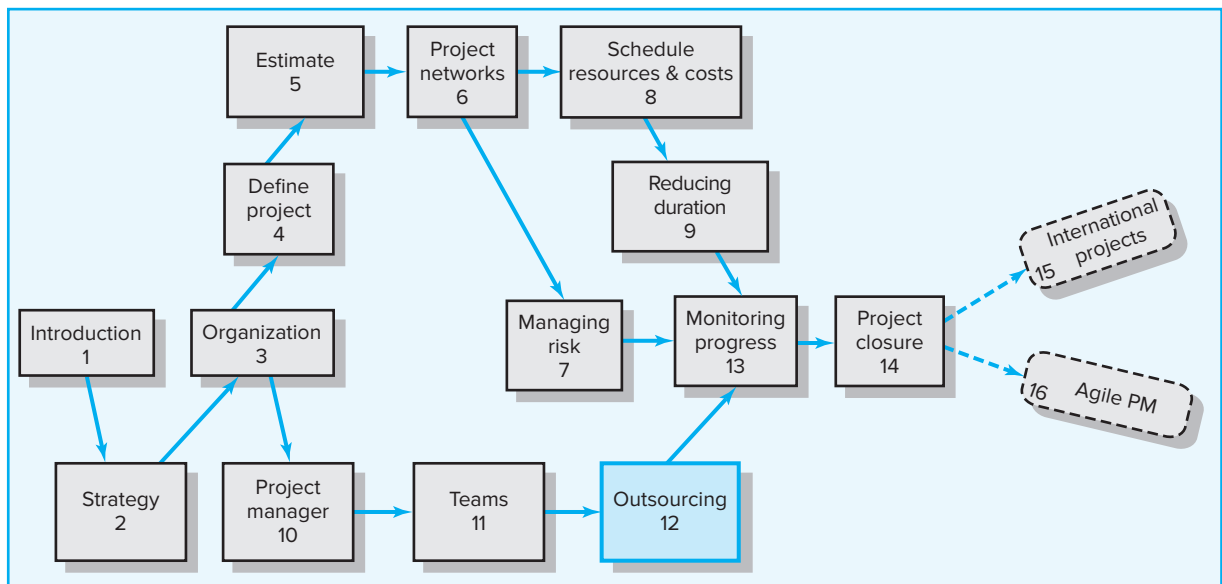 Estimate
5
Project
networks
6
Schedule
resources & costs
8
Define
project
4
Reducing
duration
9
International
projects
15
Introduction
1
Organization
3
Managing
risk
7
Monitoring
progress
13
Project
closure
14
16
Agile PM
Strategy
2
Project
manager
10
Teams
11
Outsourcing
12